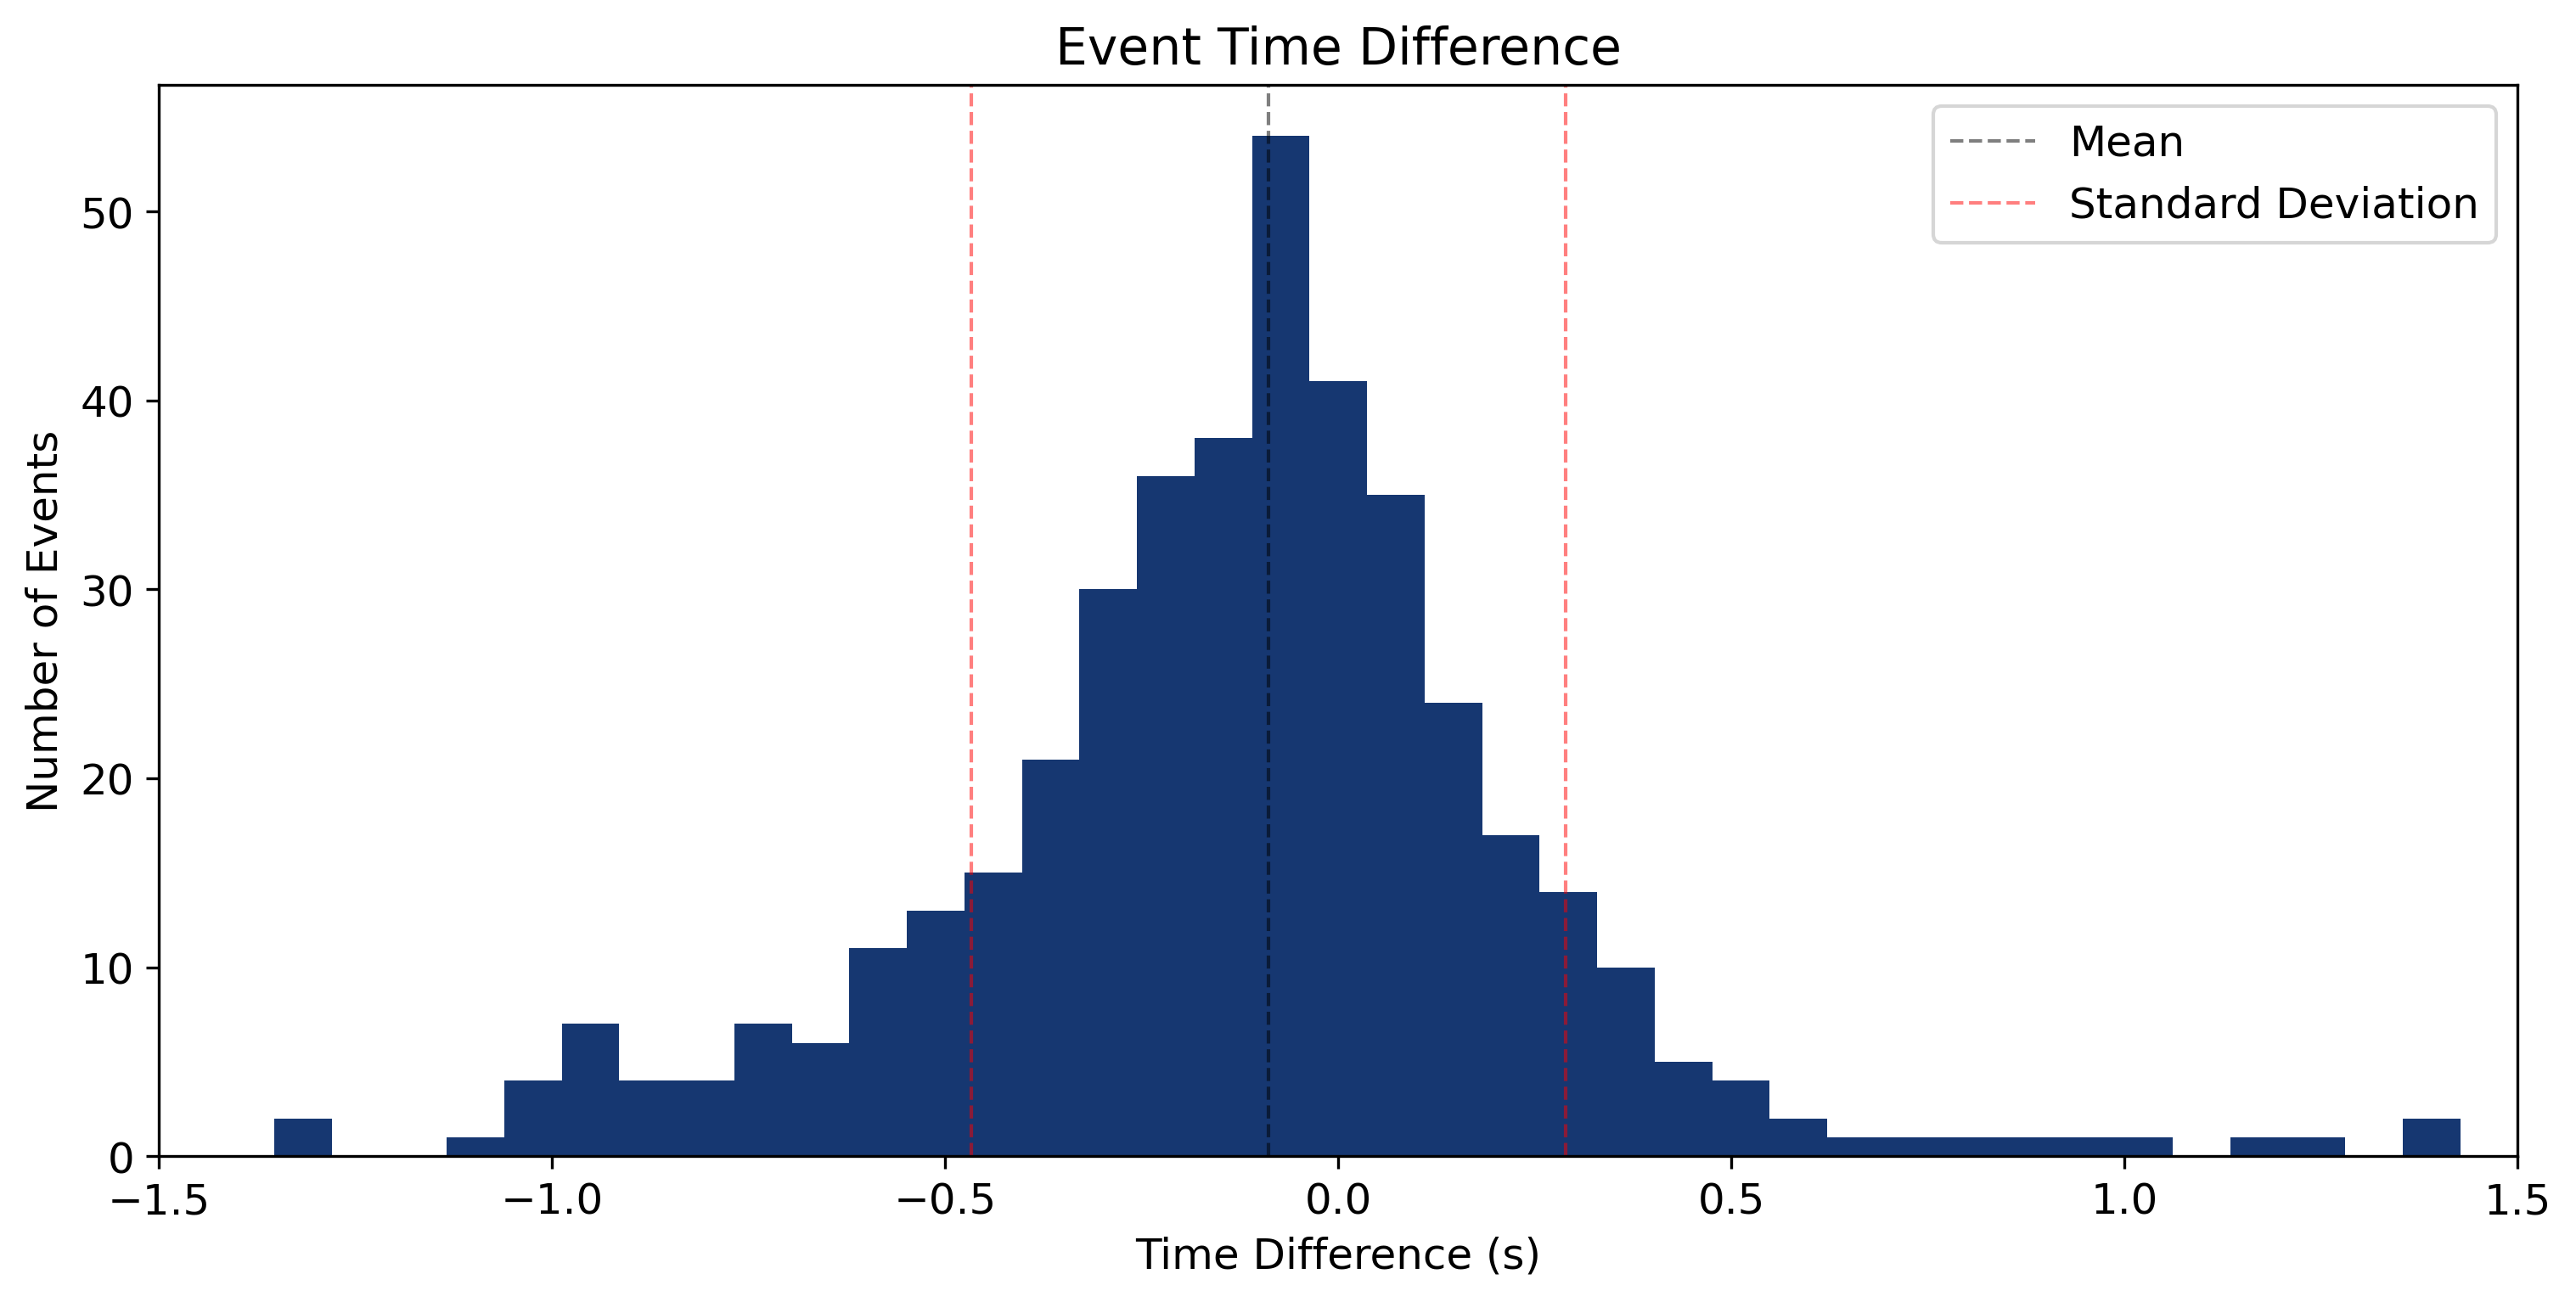 Event Time Difference
Mean
Standard Deviation
Number of Events
50
40
30
20
10
0
−1.5 −1.0 −0.5 0.0 0.5 1.0 1.5
Time Difference (s)